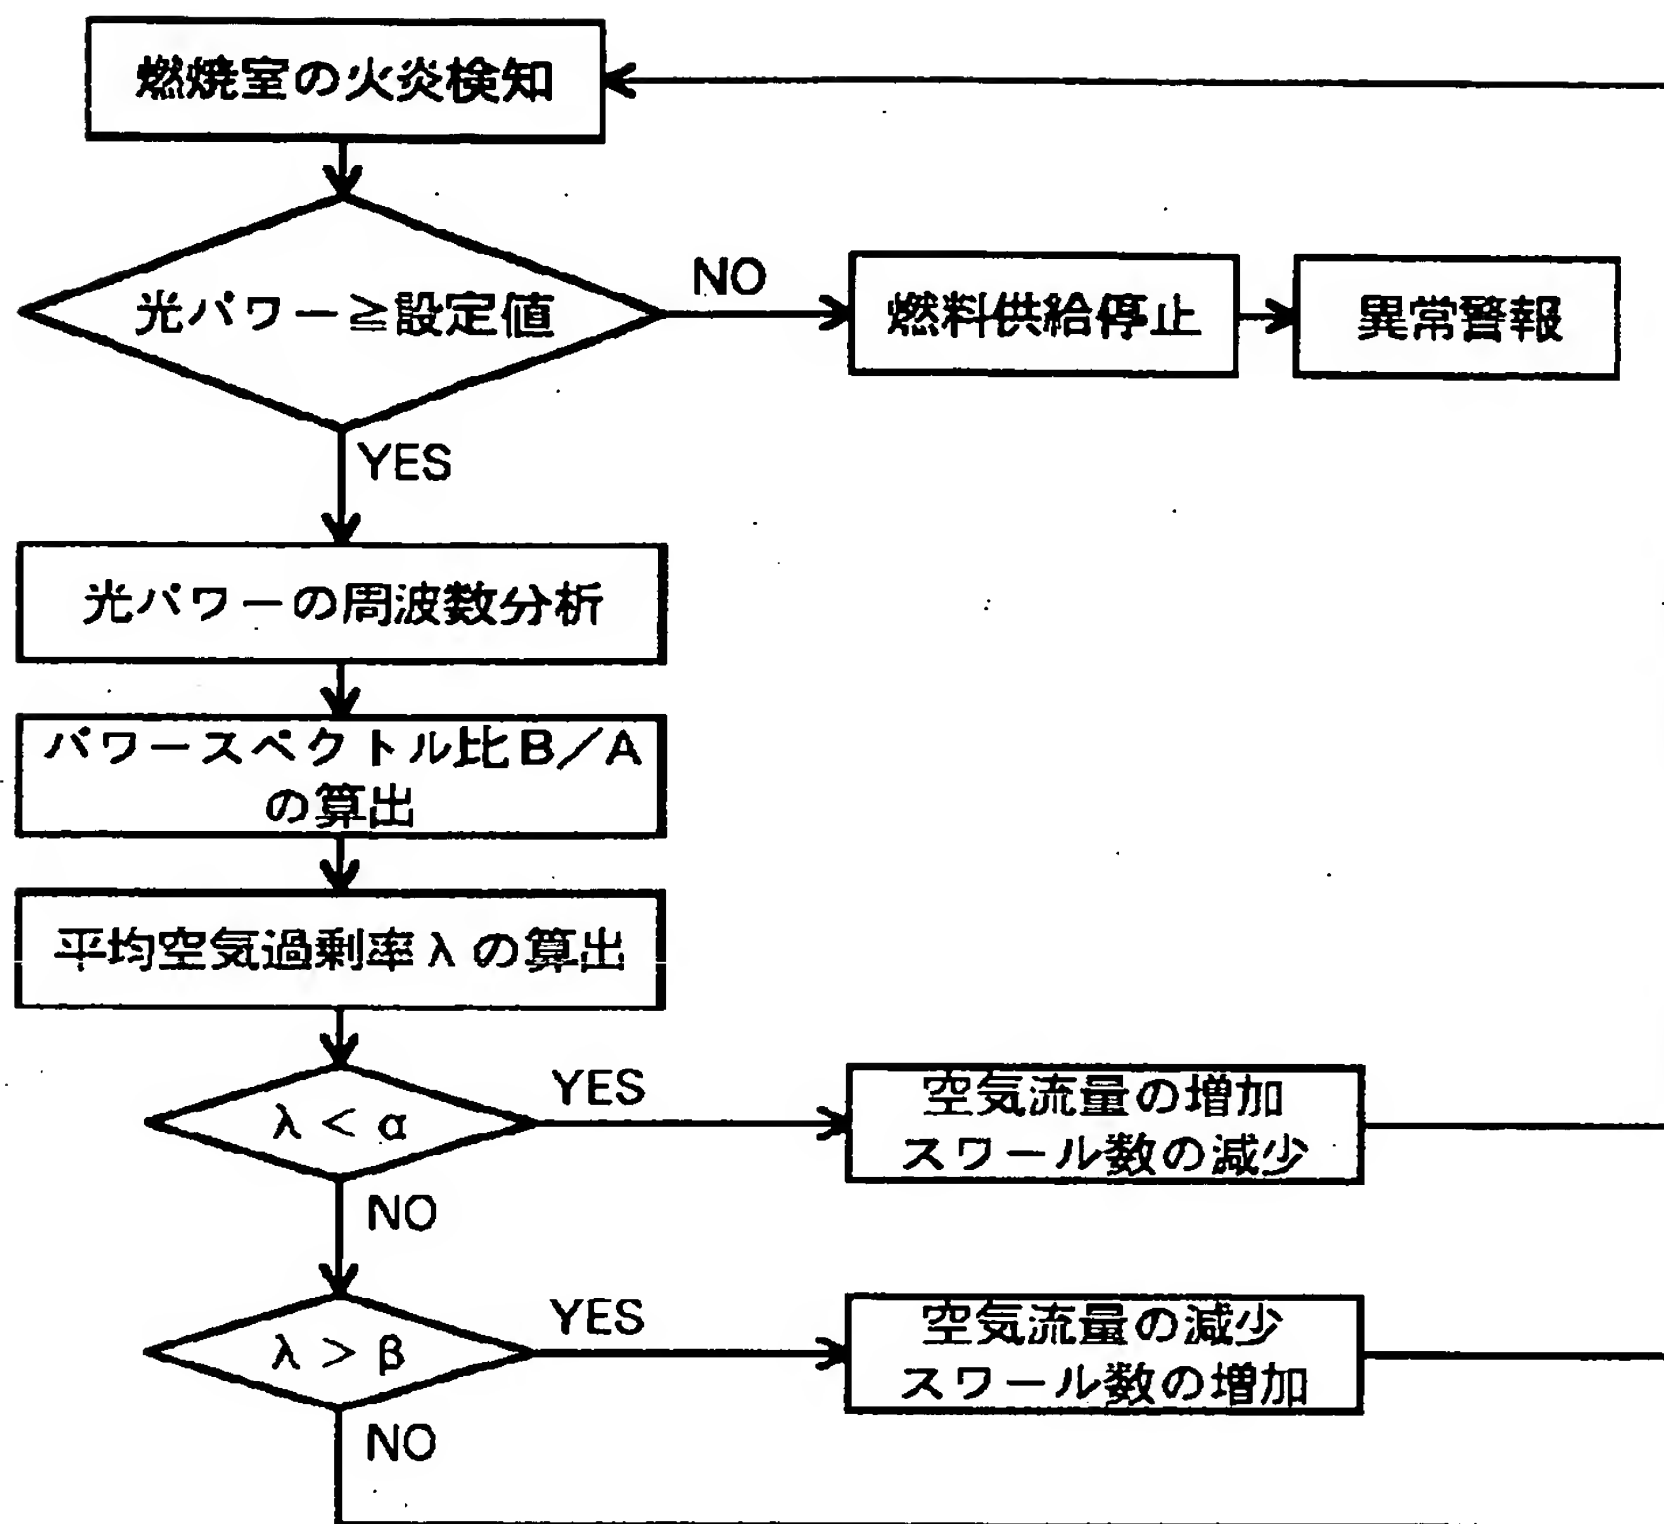 燃焼室の火炎検知
光パワー≧設定値
NO
燃料供給停止
異常警報
YES
光パワーの周波数分析
パワースペクトル比B／A
の算出
平均空気過剰率λの算出
λ＜α
YES
空気流量の増加
スワール数の減少
NO
λ＞β
YES
空気流量の減少
スワール数の増加
NO